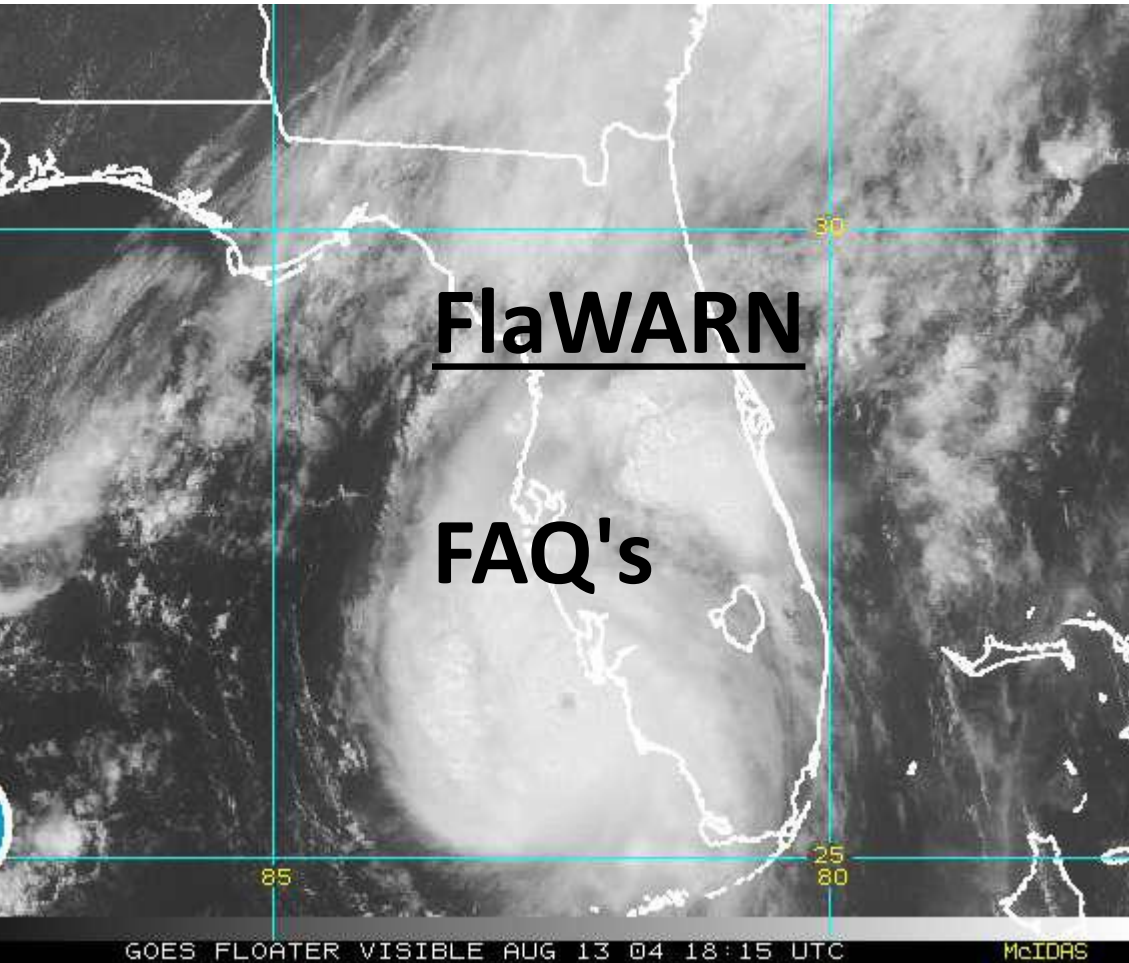 30
FlaWARN
FAQ's
25
85 80
GOES FLOATER VISIBLE AUG 13 04 18:15 UTC McIDAS